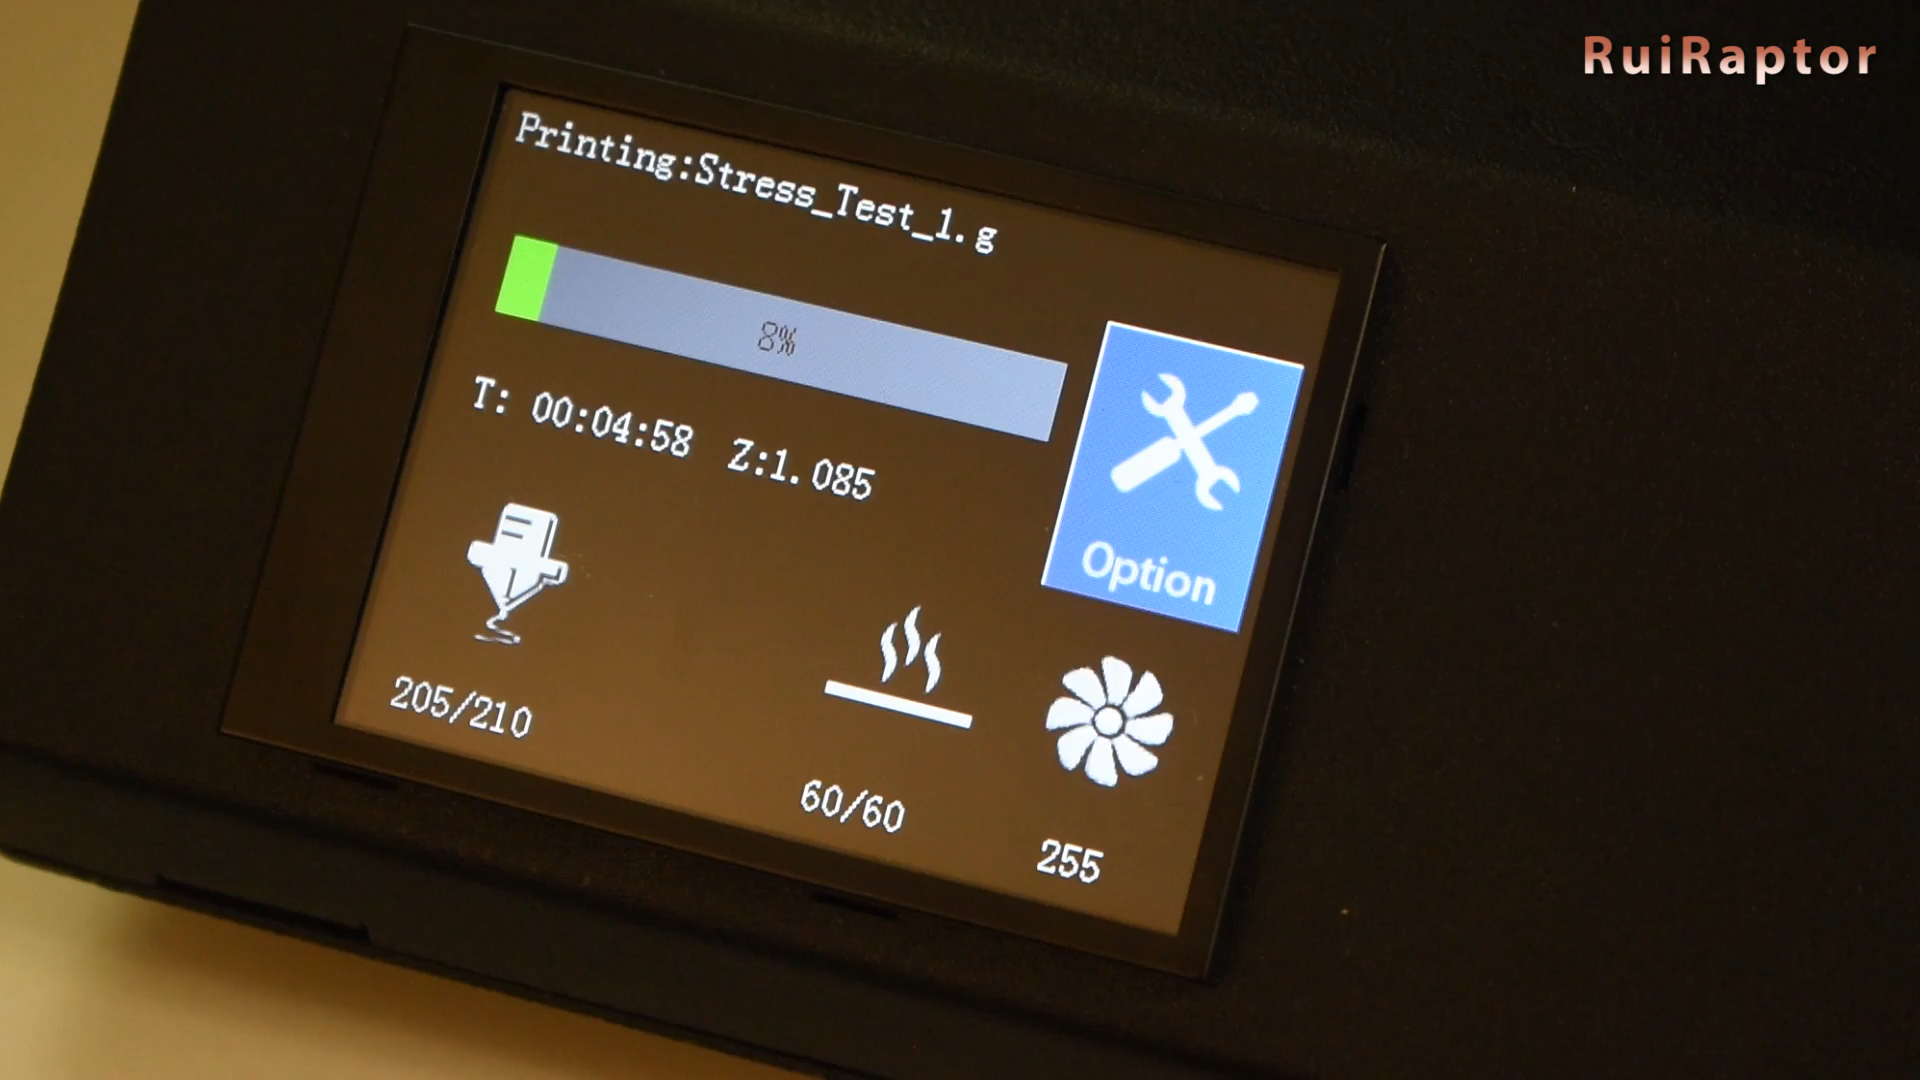 RuiRaptor
Printing:Stress_Test_1.g
8%
T: 00:04:58 Z:1.085
Option
205/210
60/60
255